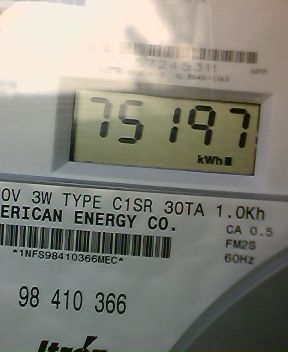 75197
kWh
0V 3W TYPE C1SR 30TA 1.0Kh
ERICAN ENERGY CO.
CA 0.5
FM2S
60Hz
*1NFS98410366MEC*
98 410 366
Itrón